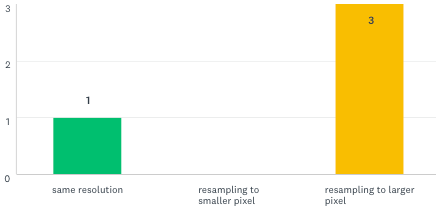 3
3
2
1
1
0
same resolution
resampling to
smaller pixel
resampling to larger
pixel